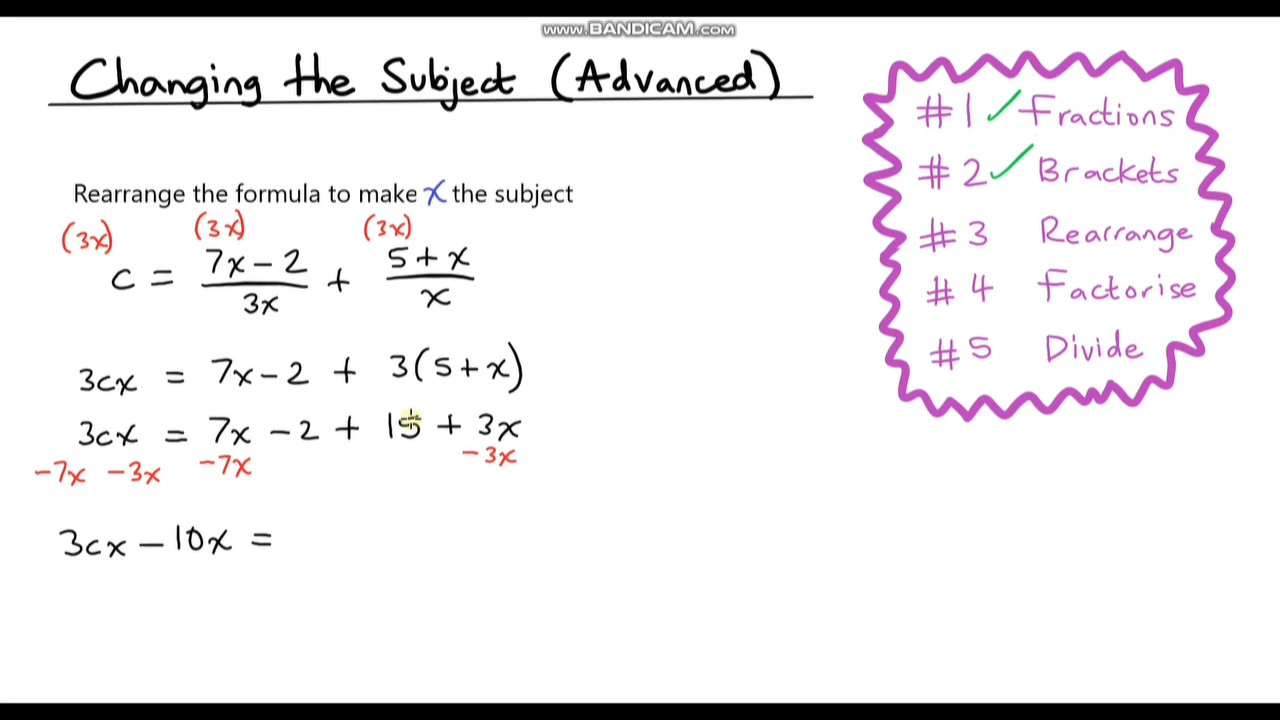 www.BANDICAM.com
Changing the Subject (Advanced)
Rearrange the formula to make x the subject
(3x) (3x) (3x)
c = \frac{7x - 2}{3x} + \frac{5 + x}{x}
3cx = 7x - 2 + 3(5 + x)
3cx = 7x - 2 + 15 + 3x
-7x -3x -7x -3x
3cx - 10x =
#1 ✓ Fractions
#2 ✓ Brackets
#3 Rearrange
#4 Factorise
#5 Divide